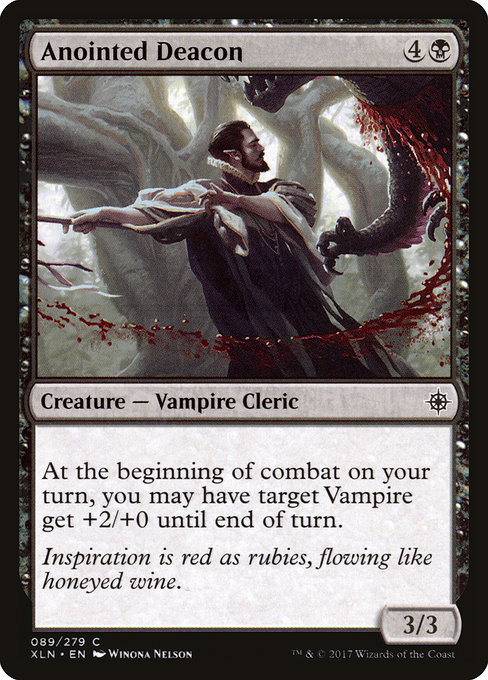 Anointed Deacon 4
Creature — Vampire Cleric
At the beginning of combat on your
turn, you may have target Vampire
get +2/+0 until end of turn.
Inspiration is red as rubies, flowing like
honeyed wine.
3/3
089/279 C
XLN • EN Winona Nelson
™ & © 2017 Wizards of the Coast